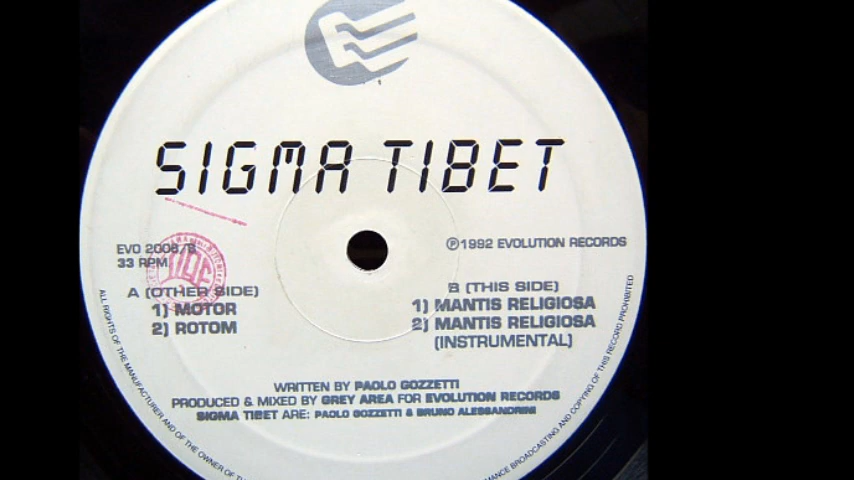 SIGMA TIBET
EVO 2008/B
33 RPM
℗1992 EVOLUTION RECORDS
A (OTHER SIDE)
1) MOTOR
2) ROTOM
B (THIS SIDE)
1) MANTIS RELIGIOSA
2) MANTIS RELIGIOSA
(INSTRUMENTAL)
WRITTEN BY PAOLO GOZZETTI
PRODUCED & MIXED BY GREY AREA FOR EVOLUTION RECORDS
SIGMA TIBET ARE: PAOLO GOZZETTI & BRUNO ALESSANDRINI
ALL RIGHTS OF THE MANUFACTURER AND OF THE OWNER OF
BROADCASTING AND COPYING OF THIS RECORD PROHIBITED